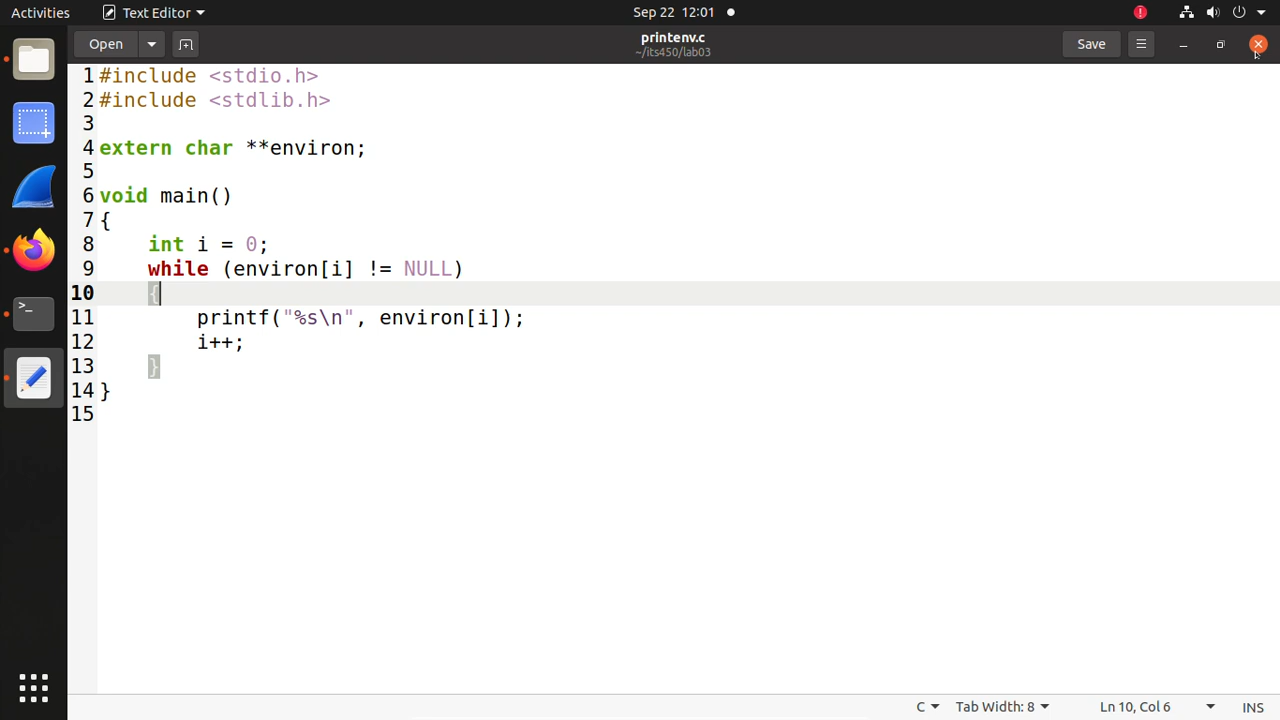 Activities Text Editor Sep 22 12:01
Open printenv.c Save
~/its450/lab03
1 #include <stdio.h>
2 #include <stdlib.h>
3
4 extern char **environ;
5
6 void main()
7 {
8     int i = 0;
9     while (environ[i] != NULL)
10     {
11         printf("%s\n", environ[i]);
12         i++;
13     }
14 }
15
C Tab Width: 8 Ln 10, Col 6 INS